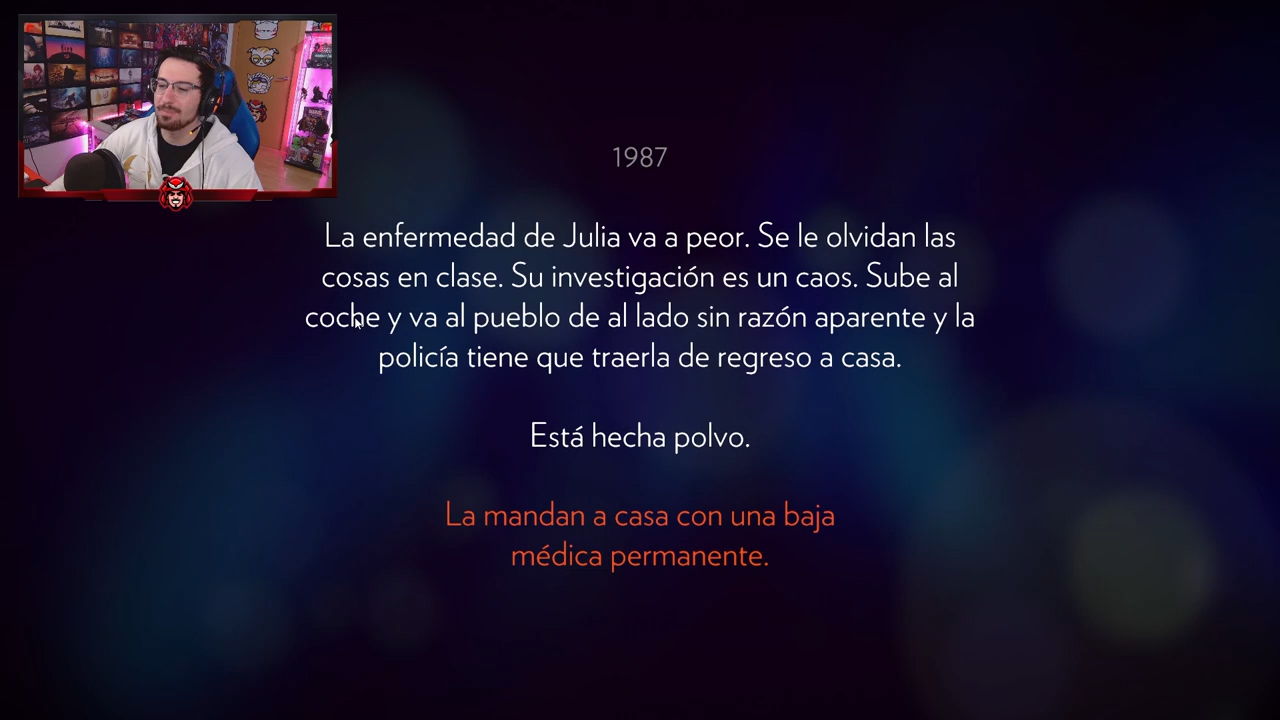 1987
La enfermedad de Julia va a peor. Se le olvidan las
cosas en clase. Su investigación es un caos. Sube al
coche y va al pueblo de al lado sin razón aparente y la
policía tiene que traerla de regreso a casa.
Está hecha polvo.
La mandan a casa con una baja
médica permanente.